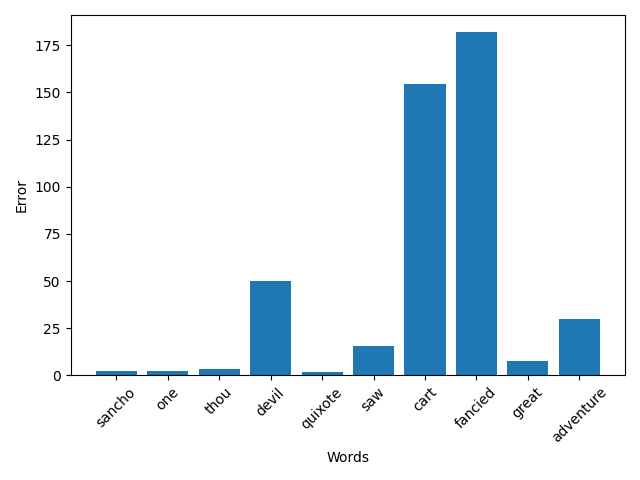 175
150
125
100
75
50
25
0
Error
sancho
one
thou
devil
quixote
saw
cart
fancied
great
adventure
Words